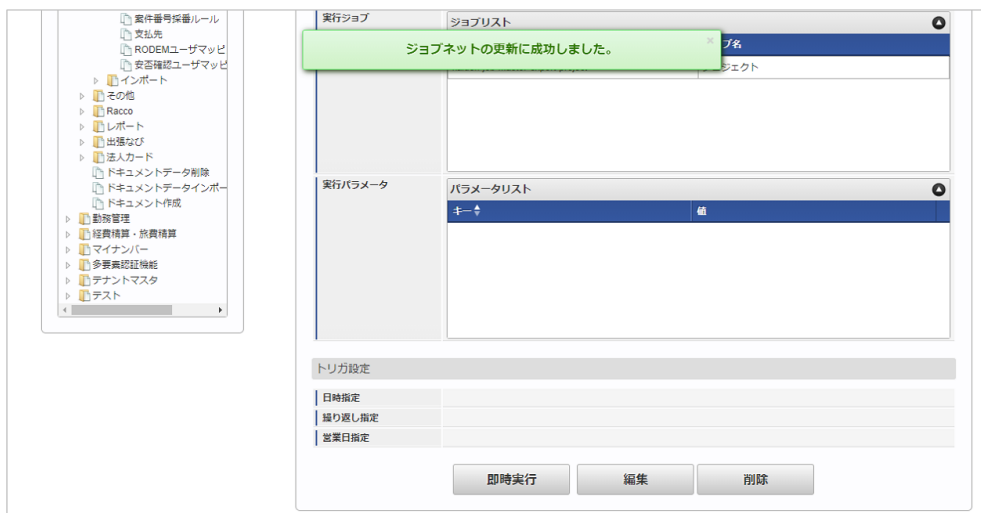 案件番号採番ルール
支払先
RODEMユーザマッピ
安否確認ユーザマッピ
インポート
その他
Racco
レポート
出張なび
法人カード
ドキュメントデータ削除
ドキュメントデータインポー
ドキュメント作成
勤務管理
経費精算・旅費精算
マイナンバー
多要素認証機能
テナントマスタ
テスト
実行ジョブ
ジョブリスト
ジョブネットの更新に成功しました。
×
ブ名
ジェクト
実行パラメータ
パラメータリスト
キー
値
トリガ設定
日時指定
繰り返し指定
営業日指定
即時実行
編集
削除